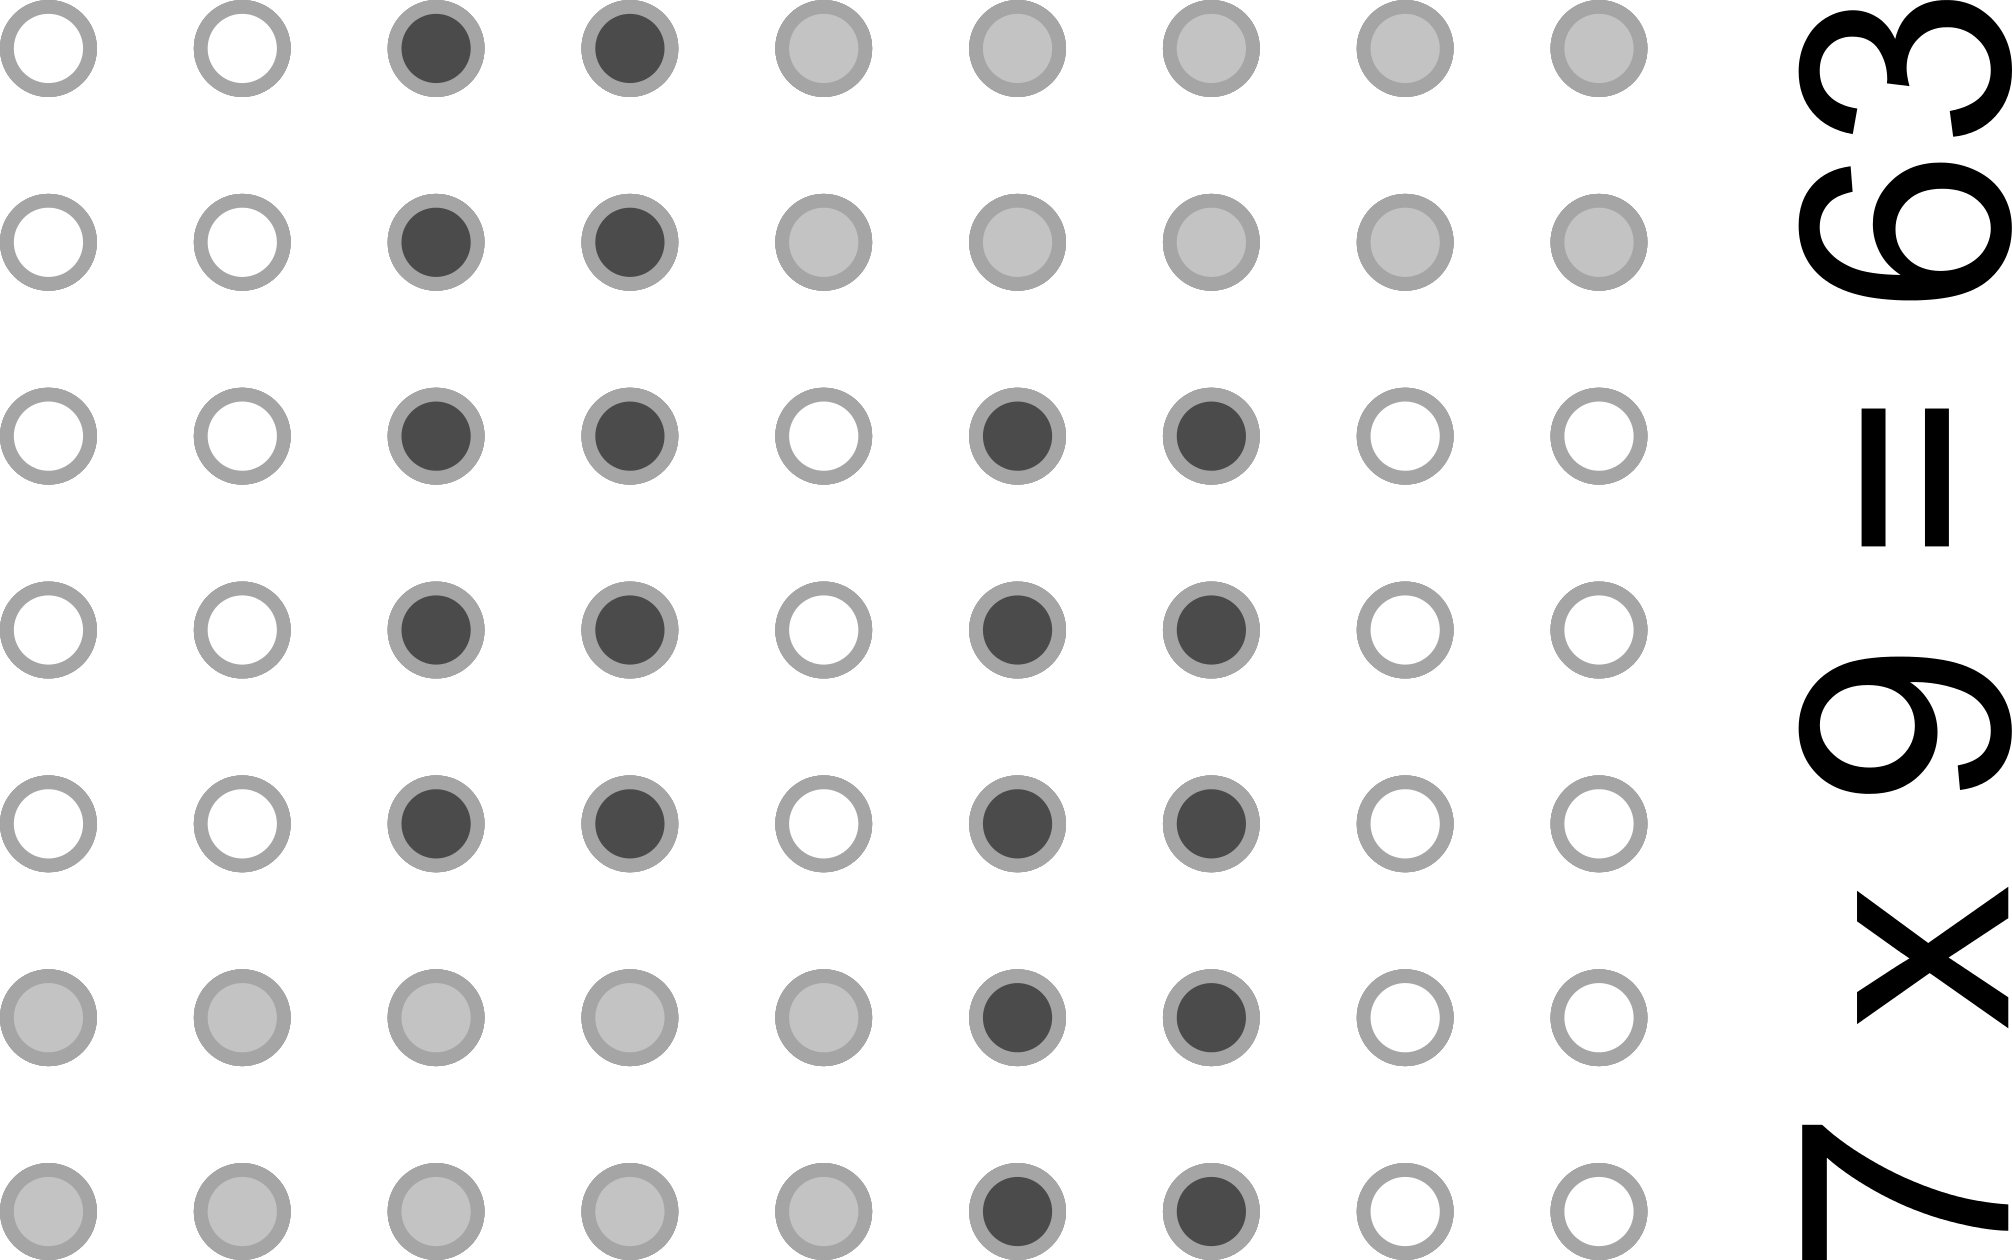 7 x 9 = 63